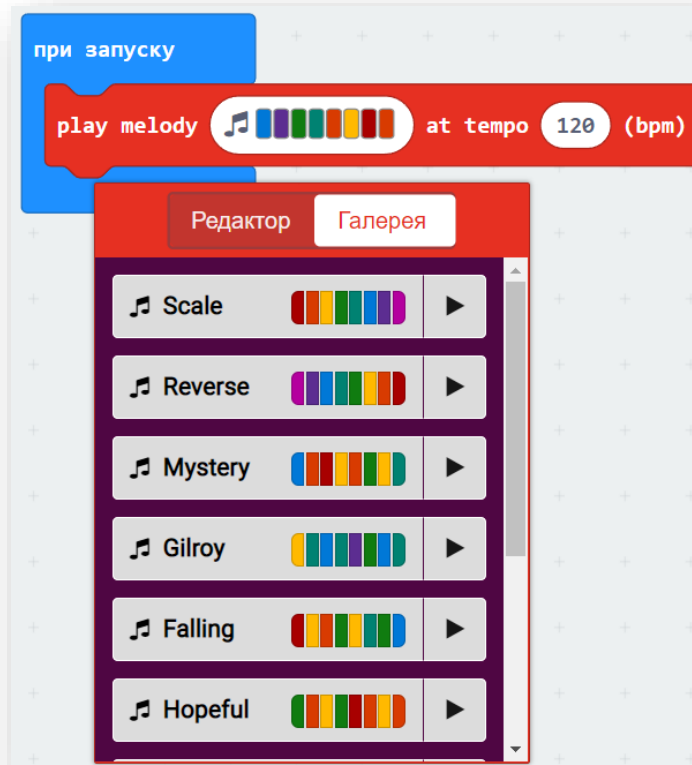 при запуску
play melody at tempo 120 (bpm)
Редактор Галерея
Scale
Reverse
Mystery
Gilroy
Falling
Hopeful